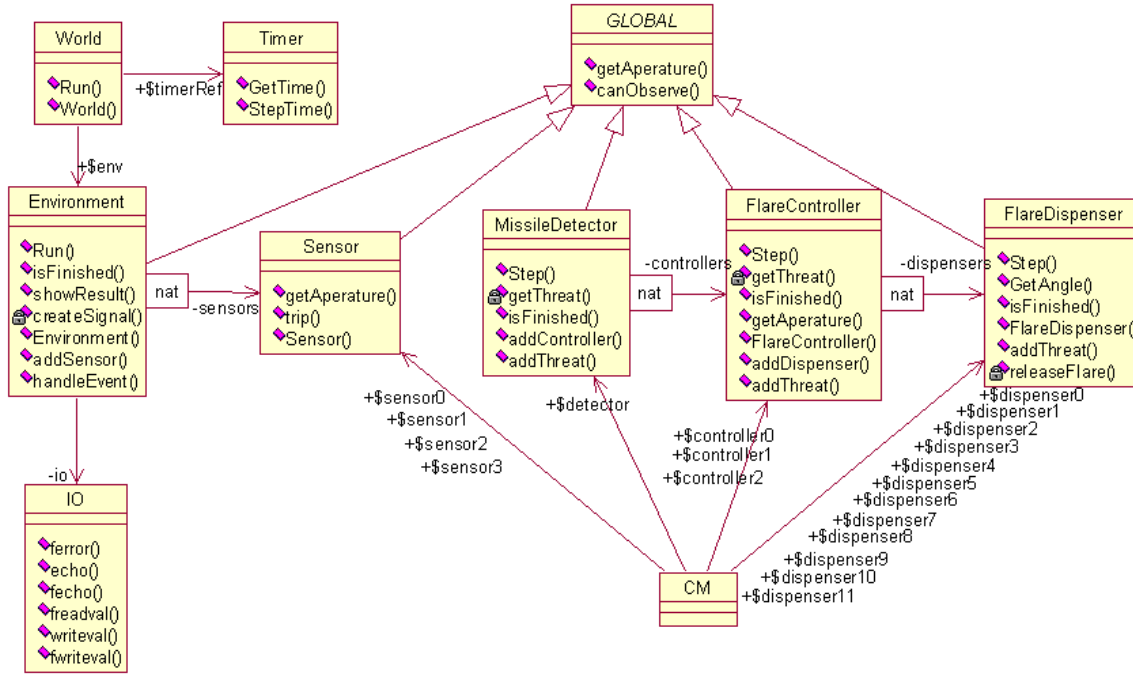 World
Run()
World()
+$timerRef
Timer
GetTime()
StepTime()
GLOBAL
getAperature()
canObserve()
+$env
Environment
Run()
isFinished()
showResult()
createSignal()
Environment()
addSensor()
handleEvent()
nat
-sensors
Sensor
getAperature()
trip()
Sensor()
MissileDetector
Step()
getThreat()
isFinished()
addController()
addThreat()
-controllers
nat
FlareController
Step()
getThreat()
isFinished()
getAperature()
FlareController()
addDispenser()
addThreat()
-dispensers
nat
FlareDispenser
Step()
GetAngle()
isFinished()
FlareDispenser()
addThreat()
releaseFlare()
+$sensor0
+$sensor1
+$sensor2
+$sensor3
+$detector
+$controller0
+$controller1
+$controller2
+$dispenser0
+$dispenser1
+$dispenser2
+$dispenser3
+$dispenser4
+$dispenser5
+$dispenser6
+$dispenser7
+$dispenser8
+$dispenser9
+$dispenser10
+$dispenser11
-io
IO
ferror()
echo()
fecho()
freadval()
writeval()
fwriteval()
CM